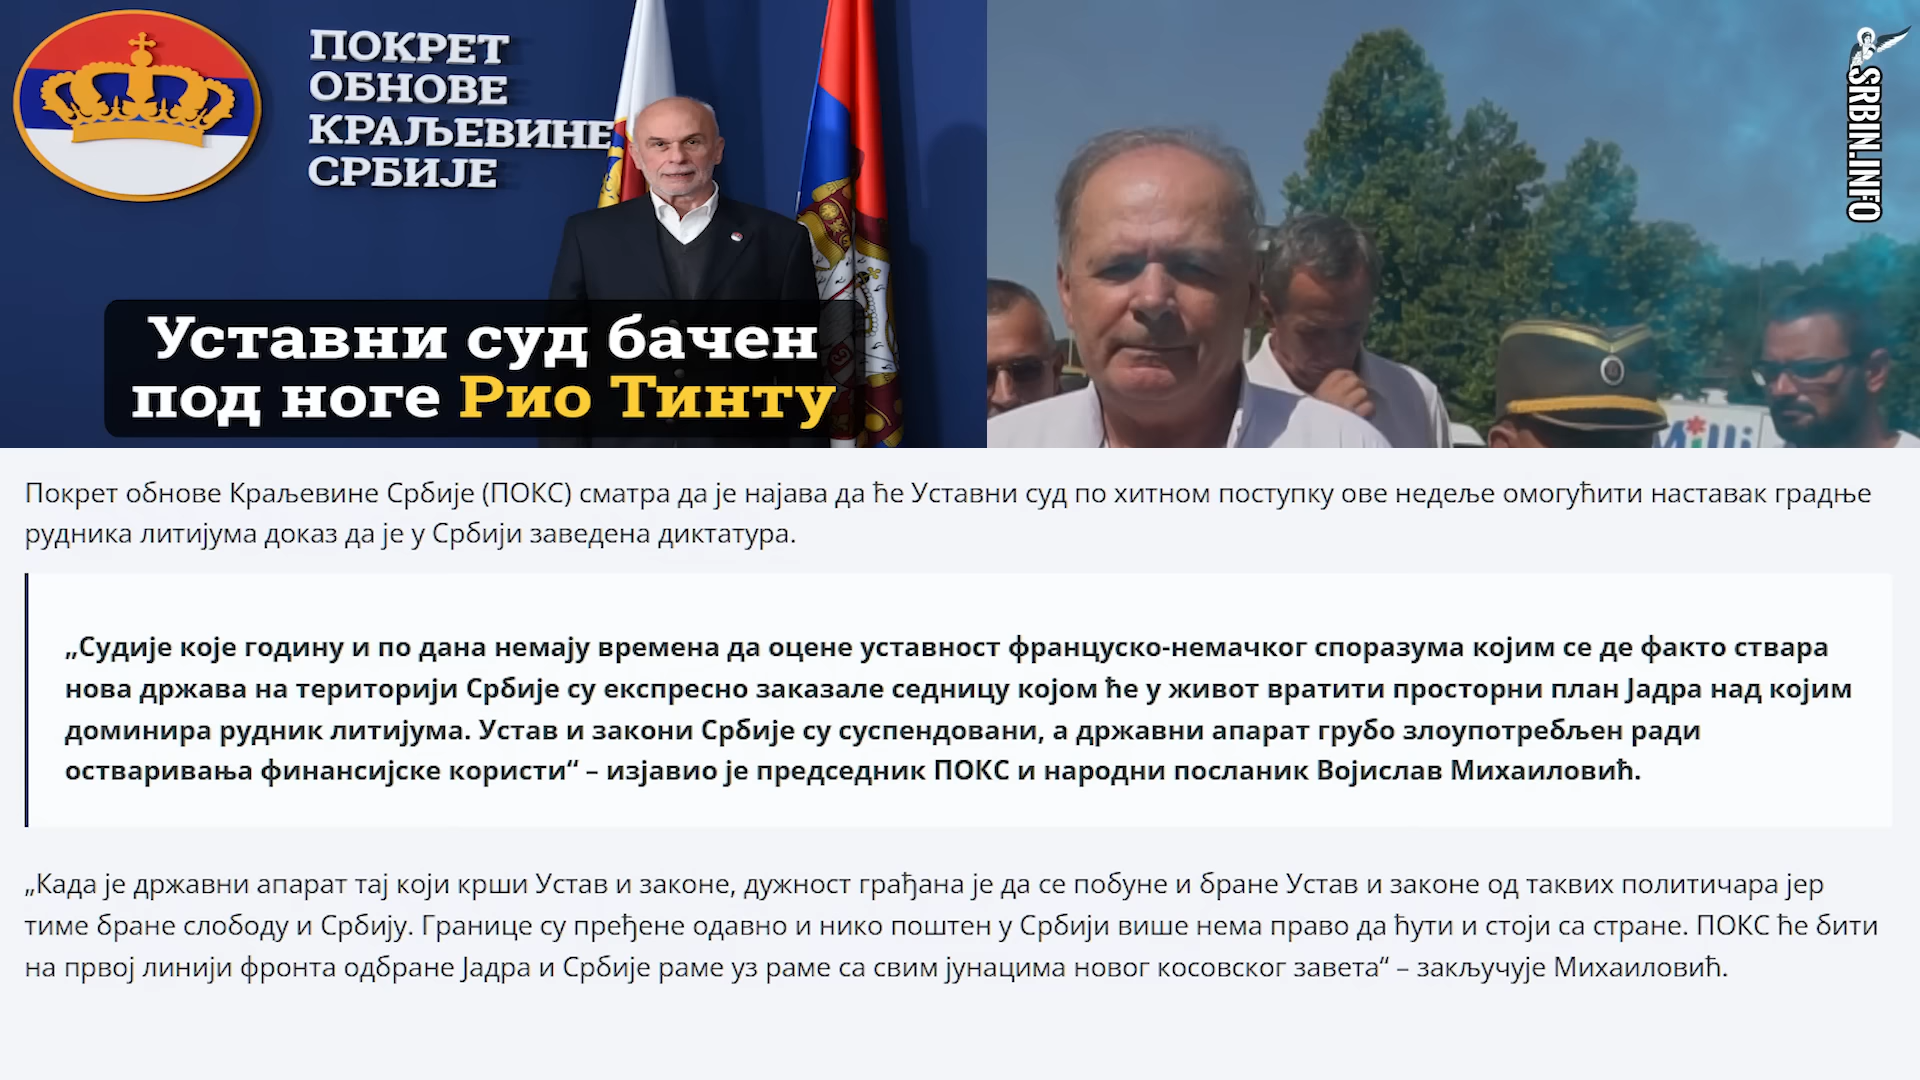 ПОКРЕТ
ОБНОВЕ
КРАЉЕВИНЕ
СРБИЈЕ
Уставни суд бачен
под ноге Рио Тинту
SRBIN.INFO
Покрет обнове Краљевине Србије (ПОКС) сматра да је најава да ће Уставни суд по хитном поступку ове недеље омогућити наставак градње
рудника литијума доказ да је у Србији заведена диктатура.
„Судије које годину и по дана немају времена да оцене уставност француско-немачког споразума којим се де факто ствара
нова држава на територији Србије су експресно заказале седницу којом ће у живот вратити просторни план Јадра над којим
доминира рудник литијума. Устав и закони Србије су суспендовани, а државни апарат грубо злоупотребљен ради
остваривања финансијске користи“ – изјавио је председник ПОКС и народни посланик Војислав Михаиловић.
„Када је државни апарат тај који крши Устав и законе, дужност грађана је да се побуне и бране Устав и законе од таквих политичара јер
тиме бране слободу и Србију. Границе су пређене одавно и нико поштен у Србији више нема право да ћути и стоји са стране. ПОКС ће бити
на првој линији фронта одбране Јадра и Србије раме уз раме са свим јунацима новог косовског завета“ – закључује Михаиловић.